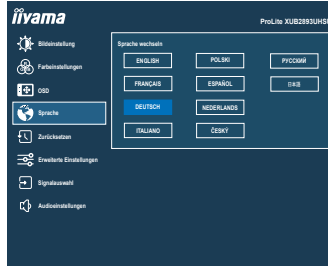 iiyama
ProLite XUB2893UHS
Bildeinstellung
Farbeinstellungen
OSD
Sprache
Zurücksetzen
Erweiterte Einstellungen
Signalauswahl
Audioeinstellungen
Sprache wechseln
ENGLISH
POLSKI
РУССКИЙ
FRANÇAIS
ESPAÑOL
日本語
DEUTSCH
NEDERLANDS
ITALIANO
ČESKÝ